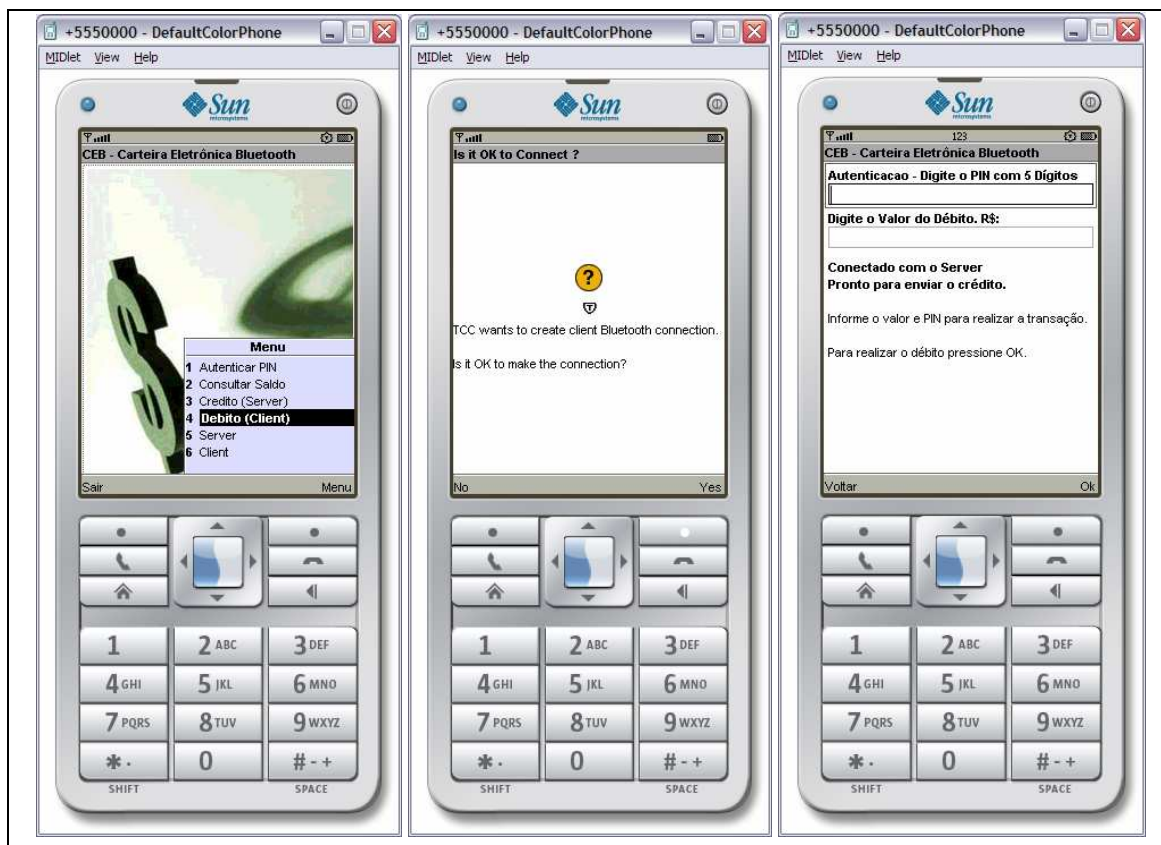 +5550000 - DefaultColorPhone
MIDlet View Help
Sun
microsystems
CEB - Carteira Eletrônica Bluetooth
Menu
1 Autenticar PIN
2 Consultar Saldo
3 Credito (Server)
4 Debito (Client)
5 Server
6 Client
Sair Menu
1 2 ABC 3 DEF
4 GHI 5 JKL 6 MNO
7 PQRS 8 TUV 9 WXYZ
* . 0 # - +
SHIFT SPACE
+5550000 - DefaultColorPhone
MIDlet View Help
Sun
microsystems
Is it OK to Connect ?
?
T
TCC wants to create client Bluetooth connection.
Is it OK to make the connection?
No Yes
1 2 ABC 3 DEF
4 GHI 5 JKL 6 MNO
7 PQRS 8 TUV 9 WXYZ
* . 0 # - +
SHIFT SPACE
+5550000 - DefaultColorPhone
MIDlet View Help
Sun
microsystems
123
CEB - Carteira Eletrônica Bluetooth
Autenticacao - Digite o PIN com 5 Dígitos
Digite o Valor do Débito. R$:
Conectado com o Server
Pronto para enviar o crédito.
Informe o valor e PIN para realizar a transação.
Para realizar o débito pressione OK.
Voltar Ok
1 2 ABC 3 DEF
4 GHI 5 JKL 6 MNO
7 PQRS 8 TUV 9 WXYZ
* . 0 # - +
SHIFT SPACE